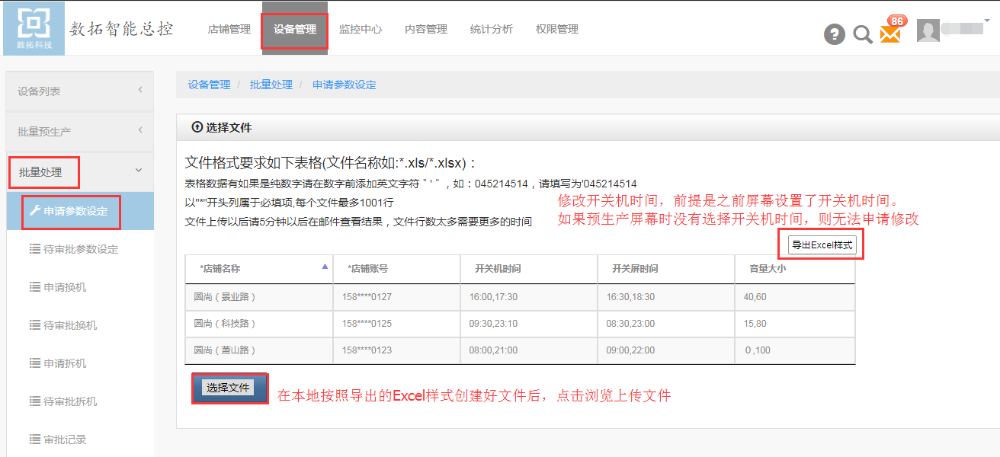 数拓科技
数拓智能总控
店铺管理
设备管理
监控中心
内容管理
统计分析
权限管理
86
设备列表
批量预生产
批量处理
申请参数设定
待审批参数设定
申请换机
待审批换机
申请拆机
待审批拆机
审批记录
设备管理 / 批量处理 / 申请参数设定
选择文件
文件格式要求如下表格(文件名称如:*.xls/*.xlsx)：
表格数据有如果是纯数字请在数字前添加英文字符 " ' " ，如：045214514，请填写为'045214514
以"*"开头列属于必填项,每个文件最多1001行
文件上传以后请5分钟以后在邮件查看结果，文件行数太多需要更多的时间
修改开关机时间，前提是之前屏幕设置了开关机时间。
如果预生产屏幕时没有选择开关机时间，则无法申请修改
导出Excel样式
*店铺名称 *店铺账号 开关机时间 开关屏时间 音量大小
圆尚（景业路） 158****0127 16:00,17:30 16:30,18:30 40,60
圆尚（科技路） 158****0125 09:30,23:10 08:30,23:00 15,80
圆尚（萧山路） 158****0123 08:00,21:00 09:00,22:00 0 ,100
选择文件
在本地按照导出的Excel样式创建好文件后，点击浏览上传文件